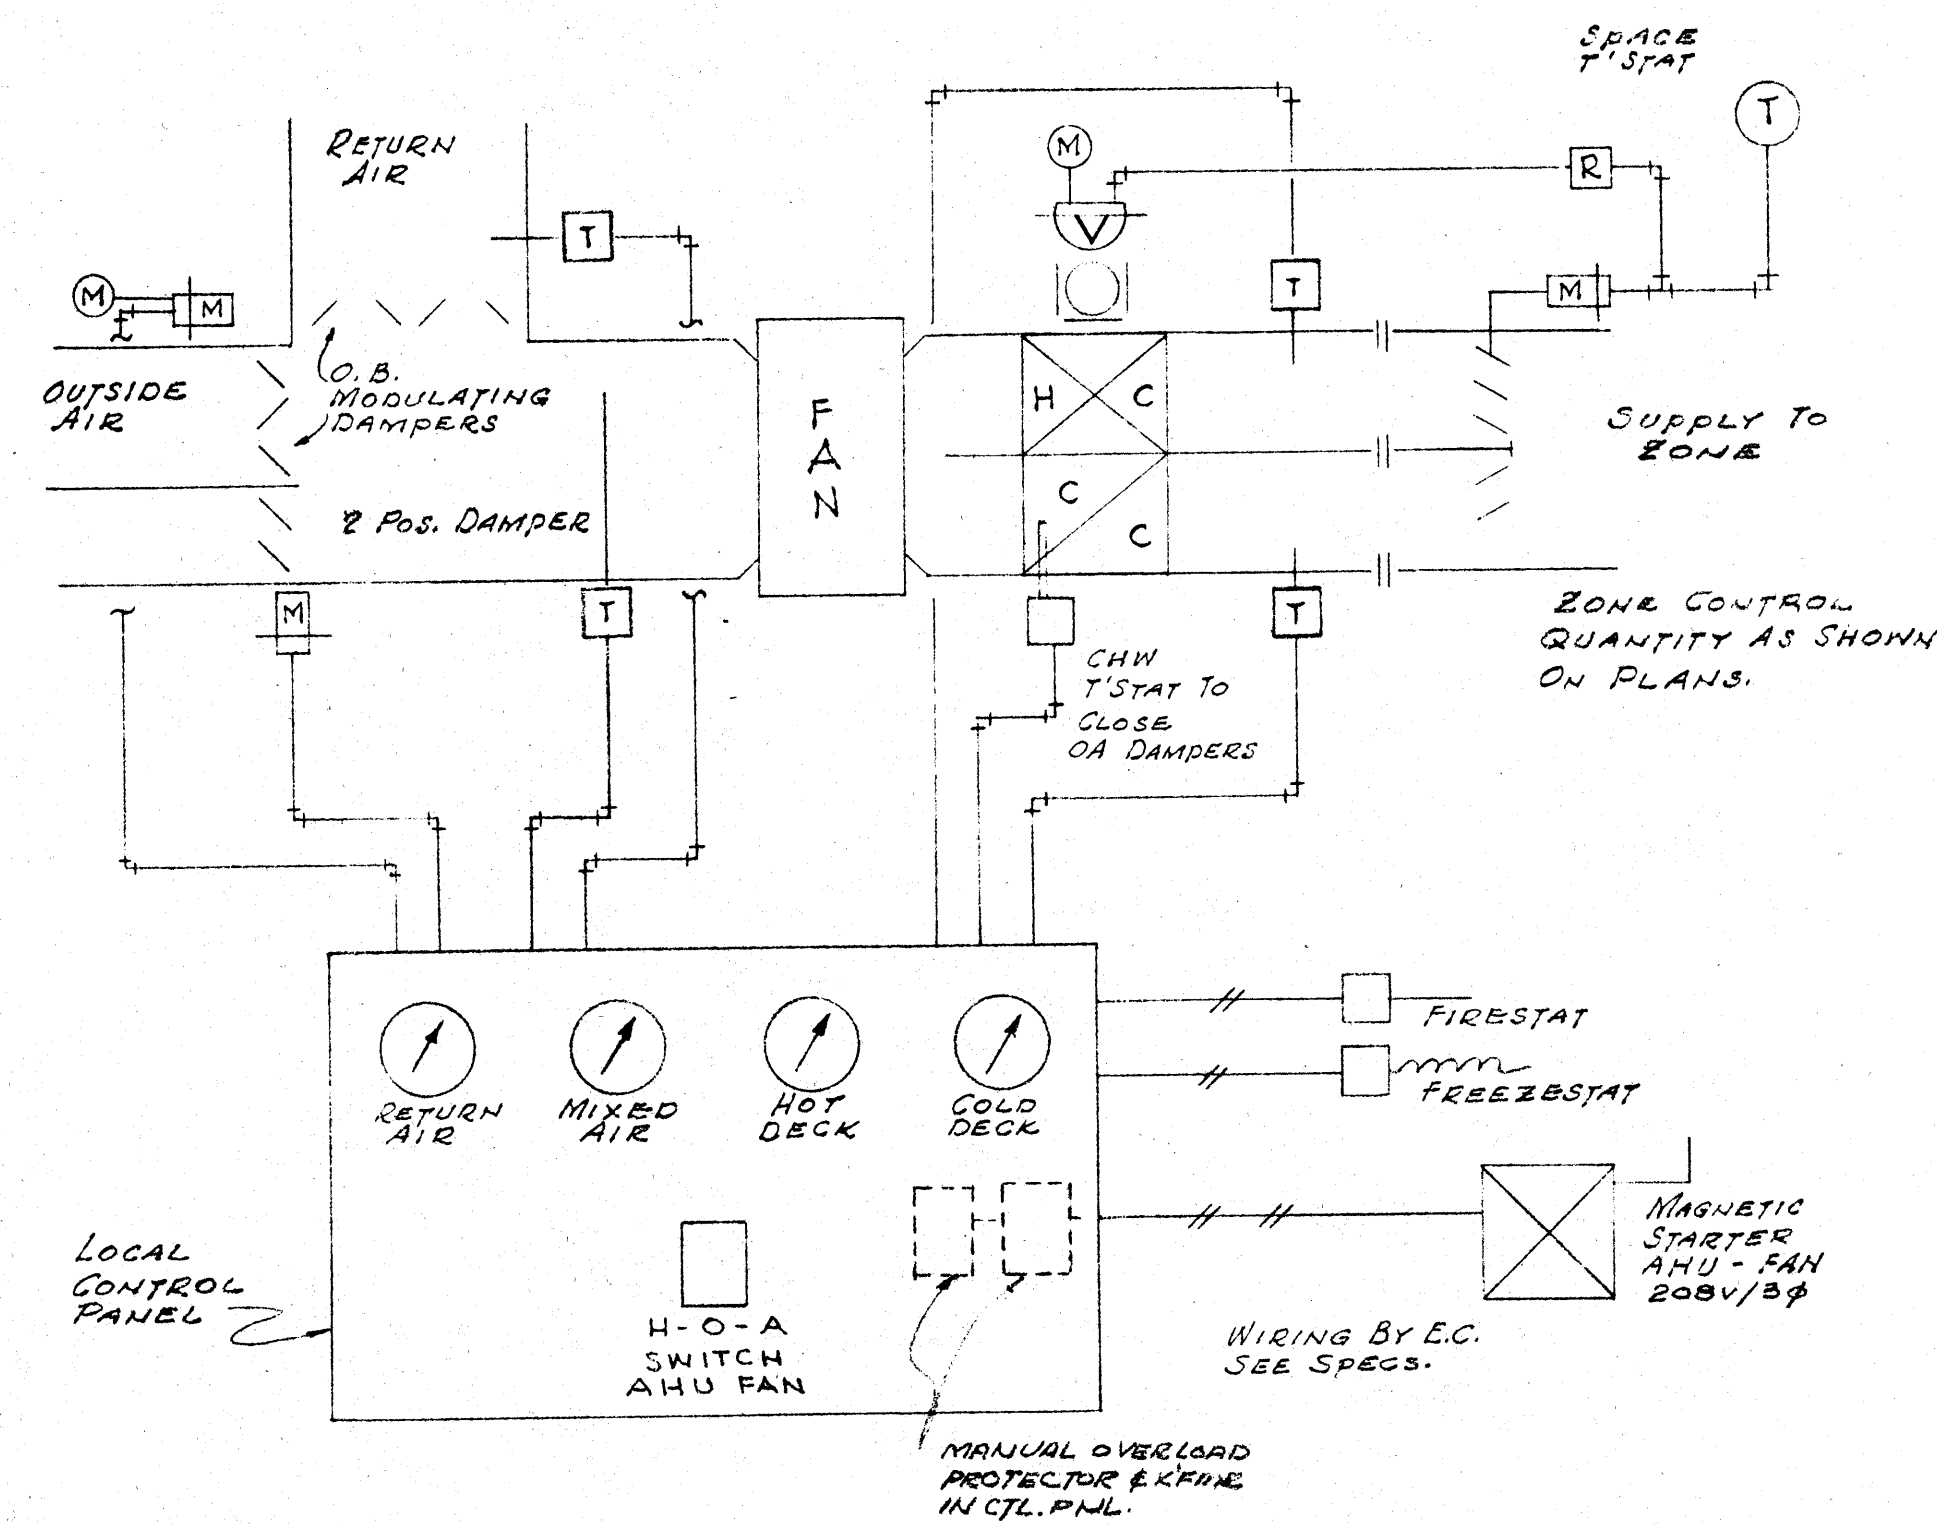 SPACE
T'STAT
T
RETURN
AIR
M
R
T
V
T
M
M
M
OUTSIDE
AIR
O.B.
MODULATING
DAMPERS
FAN
H
C
SUPPLY TO
ZONE
C
C
2 POS. DAMPER
M
T
T
ZONE CONTROL
QUANTITY AS SHOWN
ON PLANS.
CHW
T'STAT TO
CLOSE
OA DAMPERS
FIRESTAT
FREEZESTAT
RETURN
AIR
MIXED
AIR
HOT
DECK
COLD
DECK
MAGNETIC
STARTER
AHU - FAN
208V/3φ
LOCAL
CONTROL
PANEL
H-O-A
SWITCH
AHU FAN
WIRING BY E.C.
SEE SPECS.
MANUAL OVERLOAD
PROTECTOR & X'FMR
IN CTL. PNL.